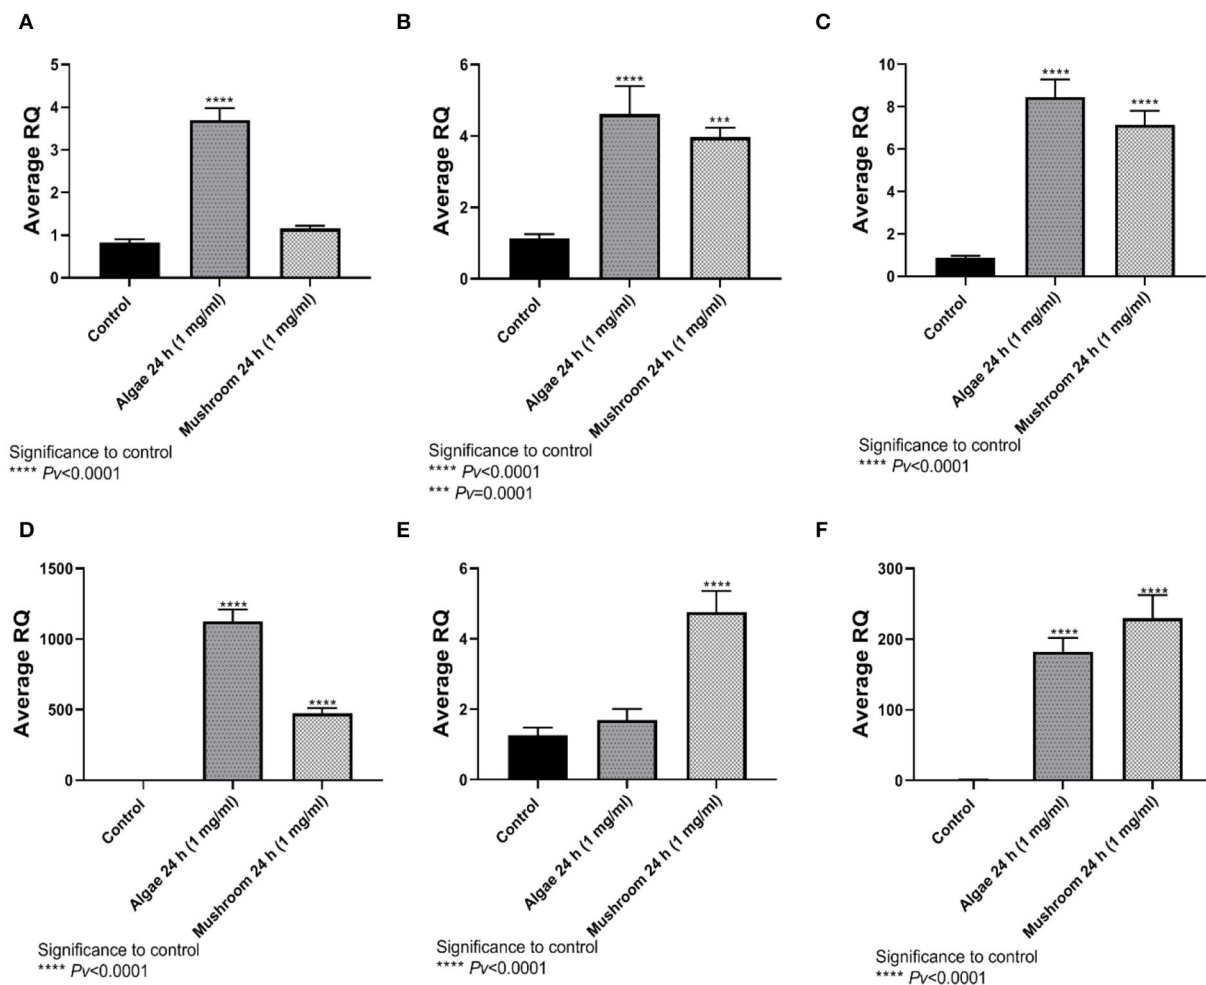 A
Average RQ
5
4
3
2
1
0
****
Control
Algae 24 h (1 mg/ml)
Mushroom 24 h (1 mg/ml)
Significance to control
**** Pv<0.0001
B
Average RQ
6
4
2
0
****
***
Control
Algae 24 h (1 mg/ml)
Mushroom 24 h (1 mg/ml)
Significance to control
**** Pv<0.0001
*** Pv=0.0001
C
Average RQ
10
8
6
4
2
0
****
****
Control
Algae 24 h (1 mg/ml)
Mushroom 24 h (1 mg/ml)
Significance to control
**** Pv<0.0001
D
Average RQ
1500
1000
500
0
****
****
Control
Algae 24 h (1 mg/ml)
Mushroom 24 h (1 mg/ml)
Significance to control
**** Pv<0.0001
E
Average RQ
6
4
2
0
****
Control
Algae 24 h (1 mg/ml)
Mushroom 24 h (1 mg/ml)
Significance to control
**** Pv<0.0001
F
Average RQ
300
200
100
0
****
****
Control
Algae 24 h (1 mg/ml)
Mushroom 24 h (1 mg/ml)
Significance to control
**** Pv<0.0001